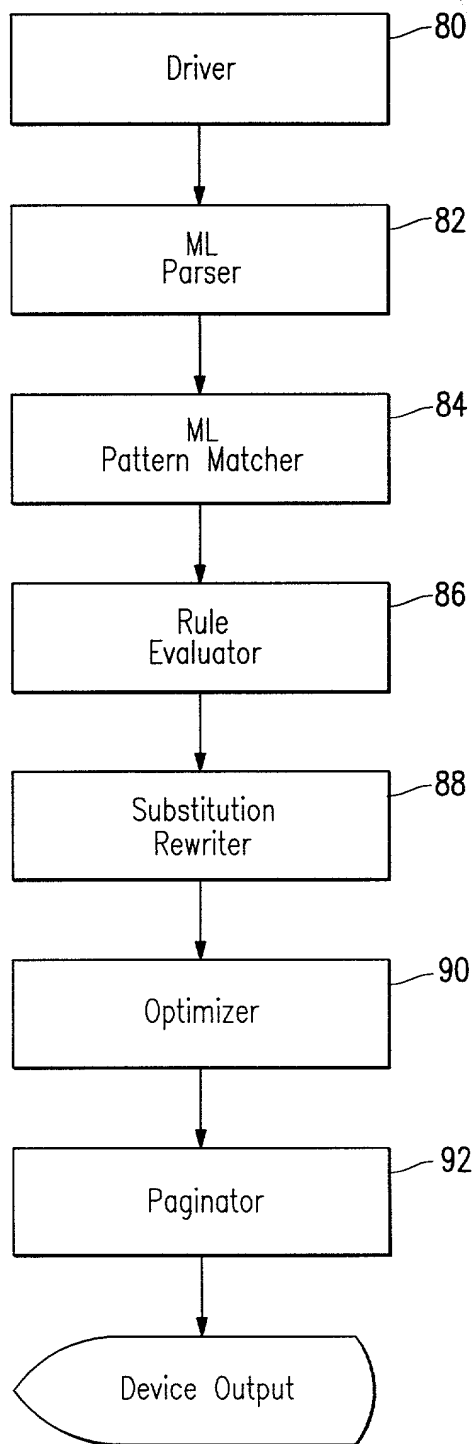 80
Driver
82
ML
Parser
84
ML
Pattern Matcher
86
Rule
Evaluator
88
Substitution
Rewriter
90
Optimizer
92
Paginator
Device Output